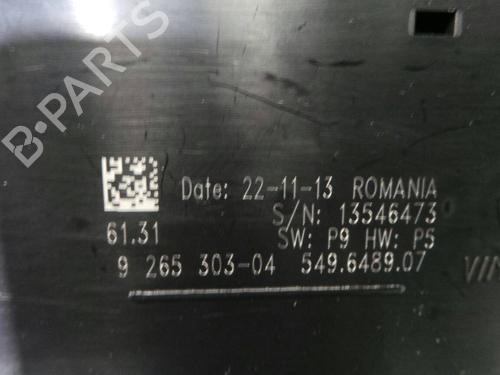 B-PARTS
Date: 22-11-13 ROMANIA
S/N: 13546473
61.31 SW: P9 HW: P5
9 265 303-04 549.6489.07